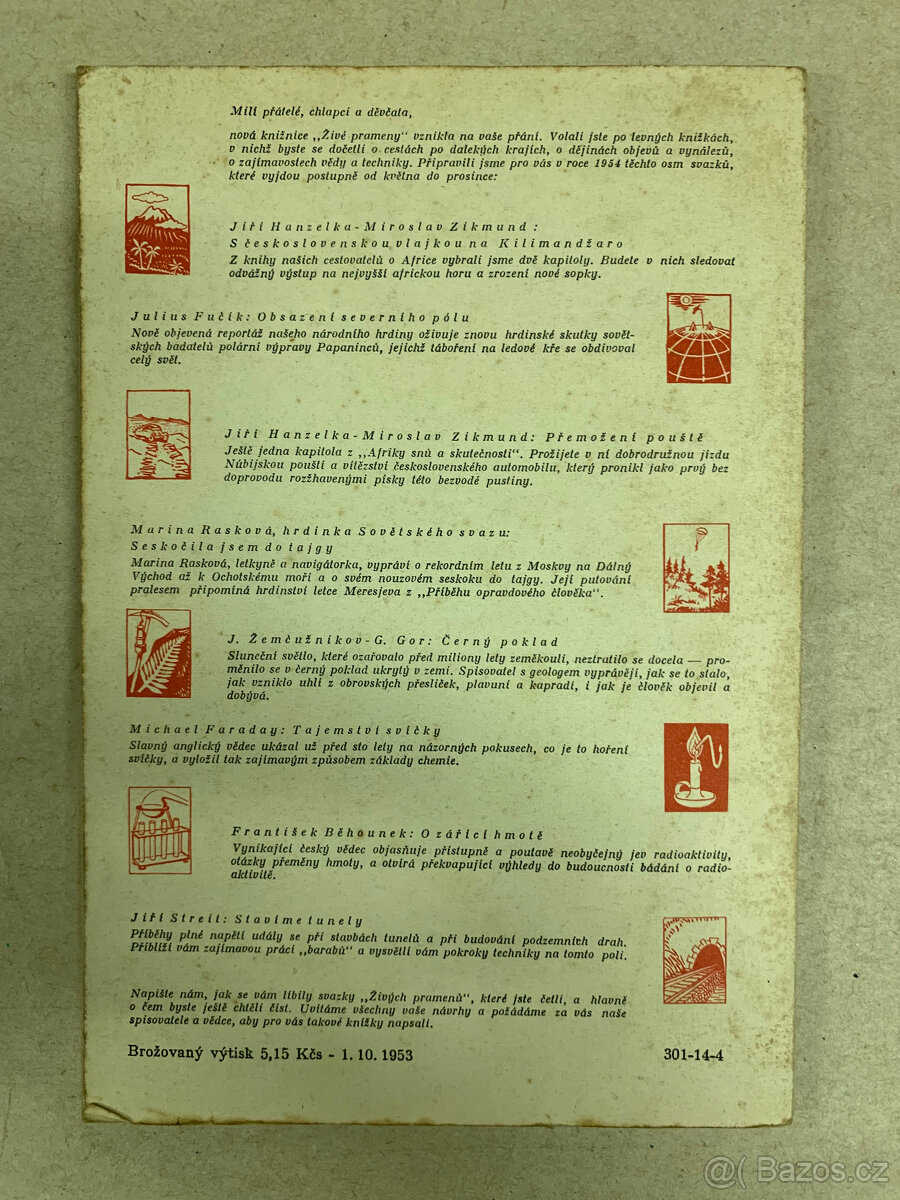 Milí přátelé, chlapci a děvčata,
nová knižnice „Živé prameny“ vznikla na vaše přání. Volali jste po levných knížkách,
v nichž byste se dočetli o cestách po dalekých krajích, o dějinách objevů a vynálezů,
o zajímavostech vědy a techniky. Připravili jsme pro vás v roce 1954 těchto osm svazků,
které vyjdou postupně od května do prosince:
Jiří Hanzelka-Miroslav Zikmund:
S československou vlajkou na Kilimandžaro
Z knihy našich cestovatelů o Africe vybrali jsme dvě kapitoly. Budete v nich sledovat
odvážný výstup na nejvyšší africkou horu a zrození nové sopky.
Julius Fučík: Obsazení severního pólu
Nově objevená reportáž našeho národního hrdiny oživuje znovu hrdinské skutky sovět-
ských badatelů polární výpravy Papaninců, jejichž táboření na ledové kře se obdivoval
celý svět.
Jiří Hanzelka-Miroslav Zikmund: Přemožení pouště
Ještě jedna kapitola z „Afriky snů a skutečnosti“. Prožijete v ní dobrodružnou jízdu
Núbijskou pouští a vítězství československého automobilu, který pronikl jako prvý bez
doprovodu rozžhavenými písky této bezvodé pustiny.
Marina Rasková, hrdinka Sovětského svazu:
Seskočila jsem do tajgy
Marina Rasková, letkyně a navigátorka, vypráví o rekordním letu z Moskvy na Dálný
Východ až k Ochotskému moři a o svém nouzovém seskoku do tajgy. Její putování
pralesem připomíná hrdinství letce Meresjeva z „Příběhu opravdového člověka“.
J. Žemčužnikov-G. Gor: Černý poklad
Sluneční světlo, které ozařovalo před miliony lety zeměkouli, neztratilo se docela — pro-
měnilo se v černý poklad ukrytý v zemi. Spisovatel s geologem vyprávějí, jak se to stalo,
jak vzniklo uhlí z obrovských přesliček, plavuní a kapradí, i jak je člověk objevil a
dobývá.
Michael Faraday: Tajemství svíčky
Slavný anglický vědec ukázal už před sto lety na názorných pokusech, co je to hoření
svíčky, a vyložil tak zajímavým způsobem základy chemie.
František Běhounek: O zářící hmotě
Vynikající český vědec objasňuje přístupně a poutavě neobyčejný jev radioaktivity,
otázky přeměny hmoty, a otvírá překvapující výhledy do budoucnosti bádání o radio-
aktivitě.
Jiří Streit: Stavíme tunely
Příběhy plné napětí udály se při stavbách tunelů a při budování podzemních drah.
Přiblíží vám zajímavou práci „barabů“ a vysvětlí vám pokroky techniky na tomto poli.
Napište nám, jak se vám líbily svazky „Živých pramenů“, které jste četli, a hlavně
o čem byste ještě chtěli číst. Uvítáme všechny vaše návrhy a požádáme za vás naše
spisovatele a vědce, aby pro vás takové knížky napsali.
Brožovaný výtisk 5,15 Kčs - 1. 10. 1953
301-14-4
@( Bazos.cz